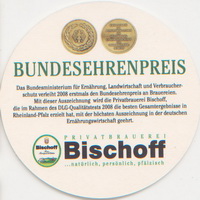 BUNDESEHRENPREIS
Das Bundesministerium für Ernährung, Landwirtschaft und Verbraucher-
schutz verleiht 2008 erstmals den Bundesehrenpreis an Brauereien.
Mit dieser Auszeichnung wird die Privatbrauerei Bischoff,
die im Rahmen des DLG-Qualitätstests 2008 die besten Gesamtergebnisse in
Rheinland-Pfalz erzielt hat, mit der höchsten Auszeichnung in der deutschen
Ernährungswirtschaft geehrt.
PRIVATBRAUEREI
Bischoff
Bischoff
...natürlich, persönlich, pfälzisch